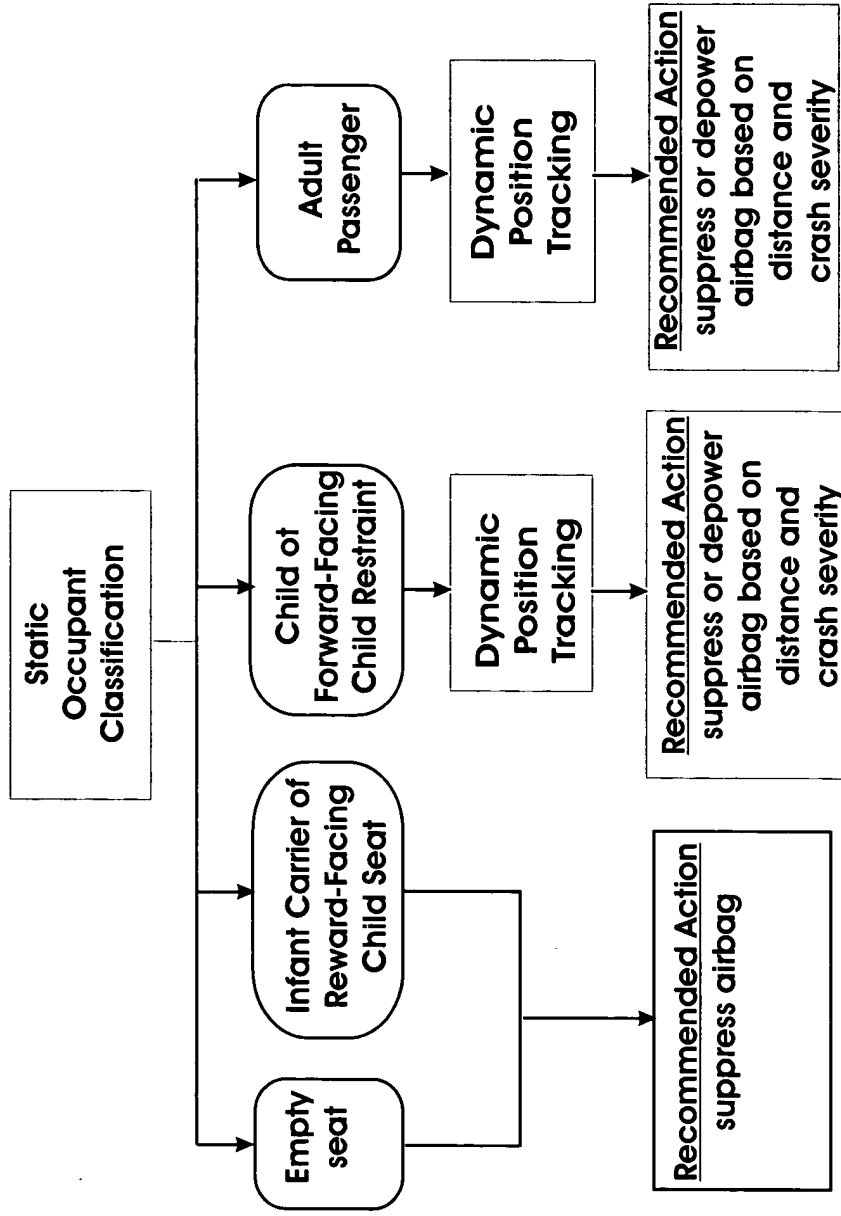 Static
Occupant
Classification
Empty
seat
Infant Carrier of
Reward-Facing
Child Seat
Child ot
Forward-Facing
Child Restraint
Adult
Passenger
Dynamic
Position
Tracking
Dynamic
Position
Tracking
Recommended Action
suppress airbag
Recommended Action
suppress or depower
airbag based on
distance and
crash severity
Recommended Action
suppress or depower
airbag based on
distance and
crash severity